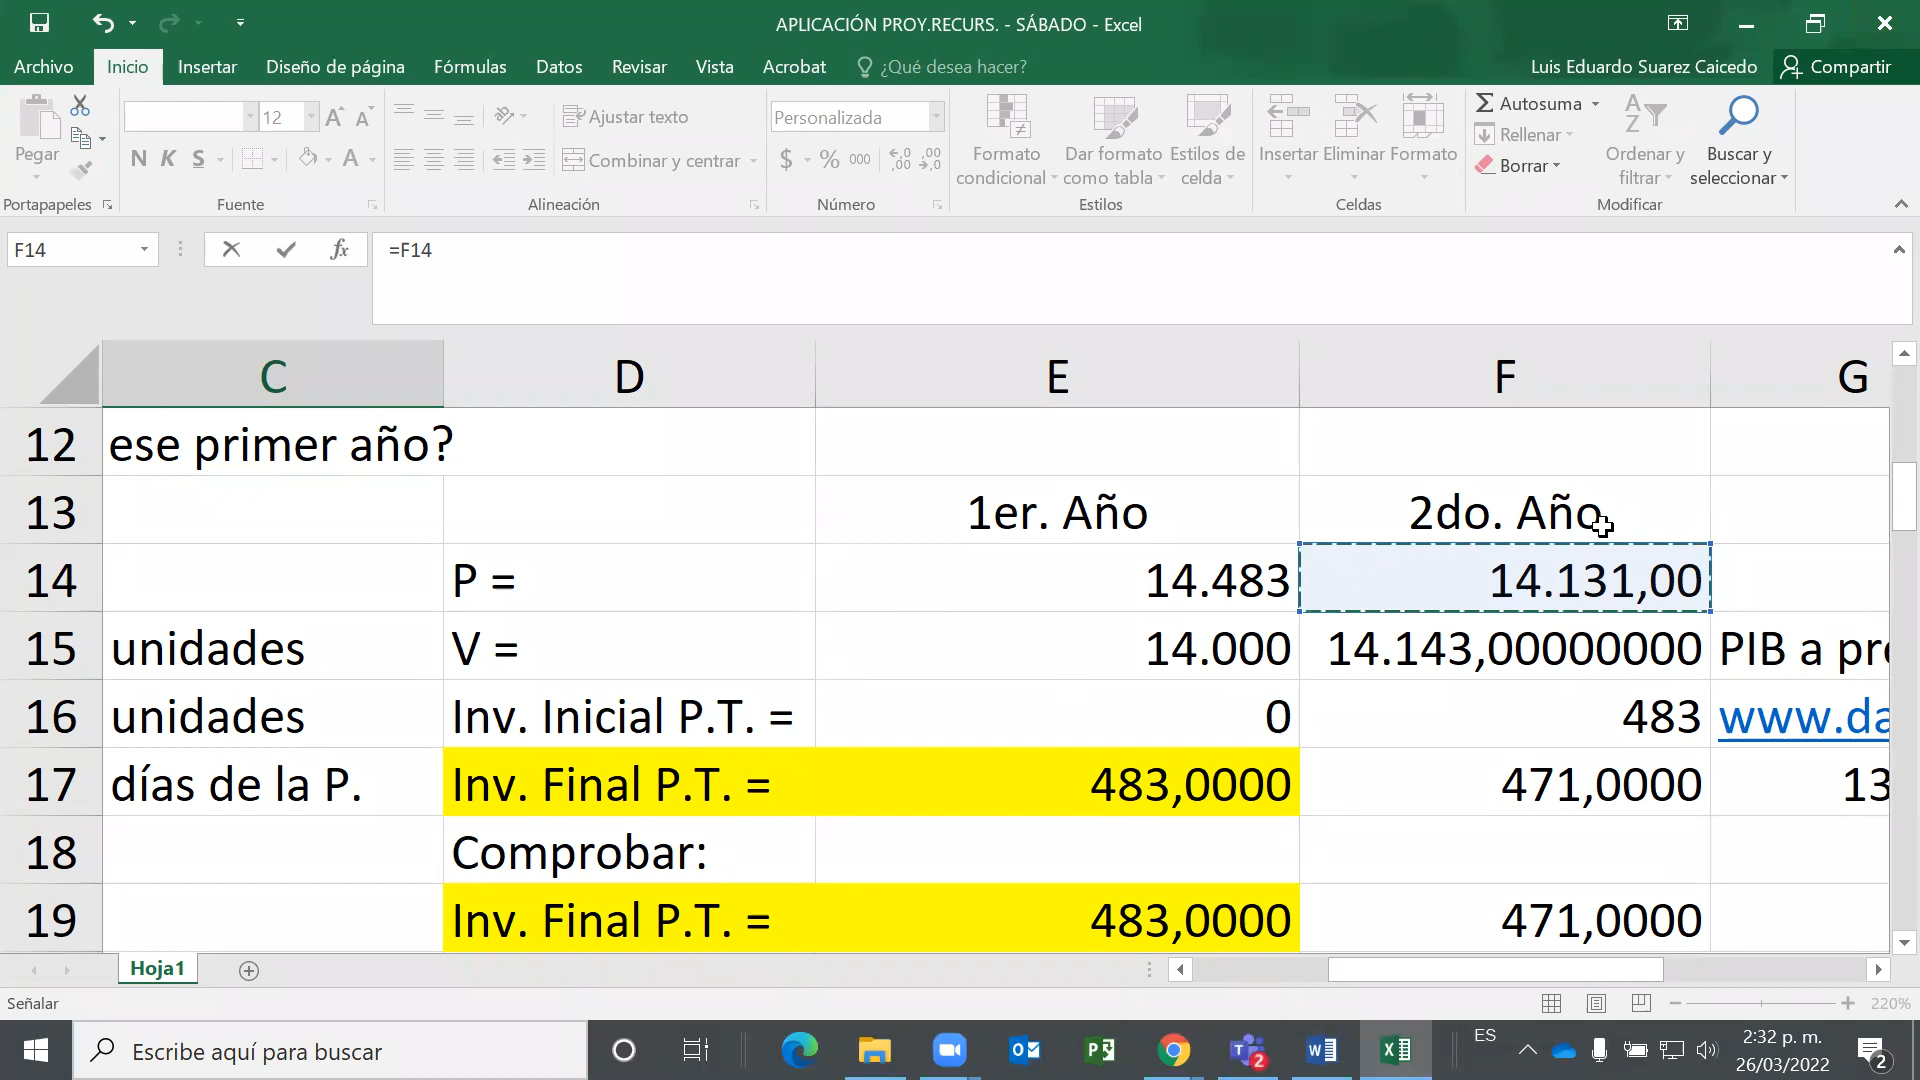 APLICACIÓN PROY.RECURS. - SÁBADO - Excel
Archivo Inicio Insertar Diseño de página Fórmulas Datos Revisar Vista Acrobat ¿Qué desea hacer? Luis Eduardo Suarez Caicedo Compartir
Pegar
12
Ajustar texto
Personalizada
N K S
Combinar y centrar
$ % 000
Formato condicional
Dar formato como tabla
Estilos de celda
Insertar
Eliminar
Formato
Autosuma
Rellenar
Borrar
Ordenar y filtrar
Buscar y seleccionar
Portapapeles Fuente Alineación Número Estilos Celdas Modificar
F14 fx =F14
C D E F G
12 ese primer año?
13 1er. Año 2do. Año
14 P = 14.483 14.131,00
15 unidades V = 14.000 14.143,00000000 PIB a pr
16 unidades Inv. Inicial P.T. = 0 483 www.da
17 días de la P. Inv. Final P.T. = 483,0000 471,0000 13
18 Comprobar:
19 Inv. Final P.T. = 483,0000 471,0000
Hoja1
Señalar 220%
Escribe aquí para buscar
2
ES
2:32 p. m.
26/03/2022
2